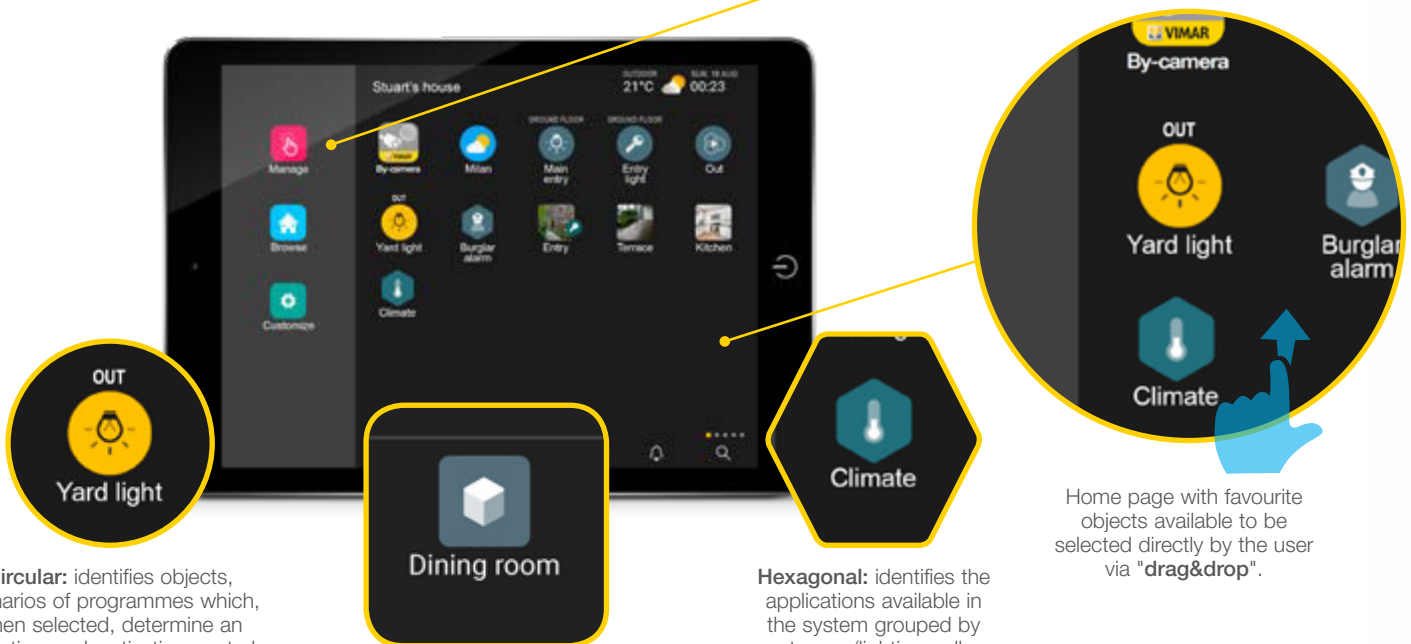 Stuart's house
OUTDOOR
21°C
SUN, 19 AUG
00:23
Manage
Browse
Customize
VIMAR
By-camera
Milan
GROUND FLOOR
Main
entry
GROUND FLOOR
Entry
light
Out
OUT
Yard light
Burglar
alarm
Entry
Terrace
Kitchen
Climate
VIMAR
By-camera
OUT
Yard light
Burglar
alarm
Climate
OUT
Yard light
Dining room
Climate
Home page with favourite
objects available to be
selected directly by the user
via "drag&drop".
ircular: identifies objects,
narios of programmes which,
hen selected, determine an
Hexagonal: identifies the
applications available in
the system grouped by